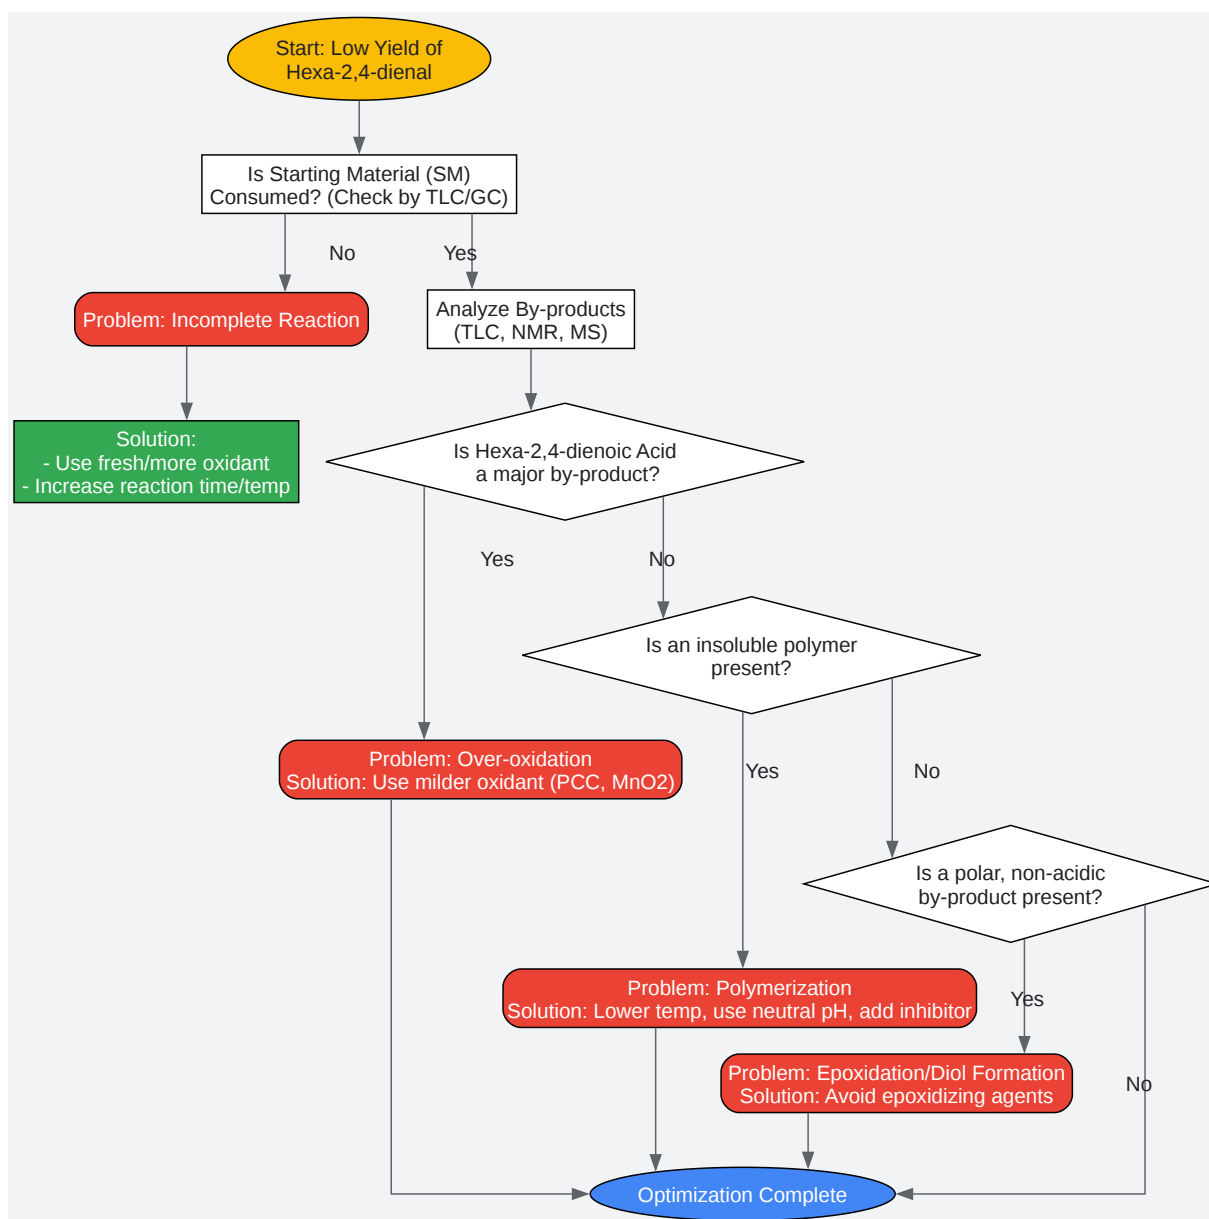 Start: Low Yield of
Hexa-2,4-dienal
Is Starting Material (SM)
Consumed? (Check by TLC/GC)
No
Yes
Problem: Incomplete Reaction
Analyze By-products
(TLC, NMR, MS)
Solution:
- Use fresh/more oxidant
- Increase reaction time/temp
Is Hexa-2,4-dienoic Acid
a major by-product?
Yes
No
Is an insoluble polymer
present?
Problem: Over-oxidation
Solution: Use milder oxidant (PCC, MnO2)
Yes
No
Is a polar, non-acidic
by-product present?
Problem: Polymerization
Solution: Lower temp, use neutral pH, add inhibitor
Yes
Problem: Epoxidation/Diol Formation
Solution: Avoid epoxidizing agents
No
Optimization Complete